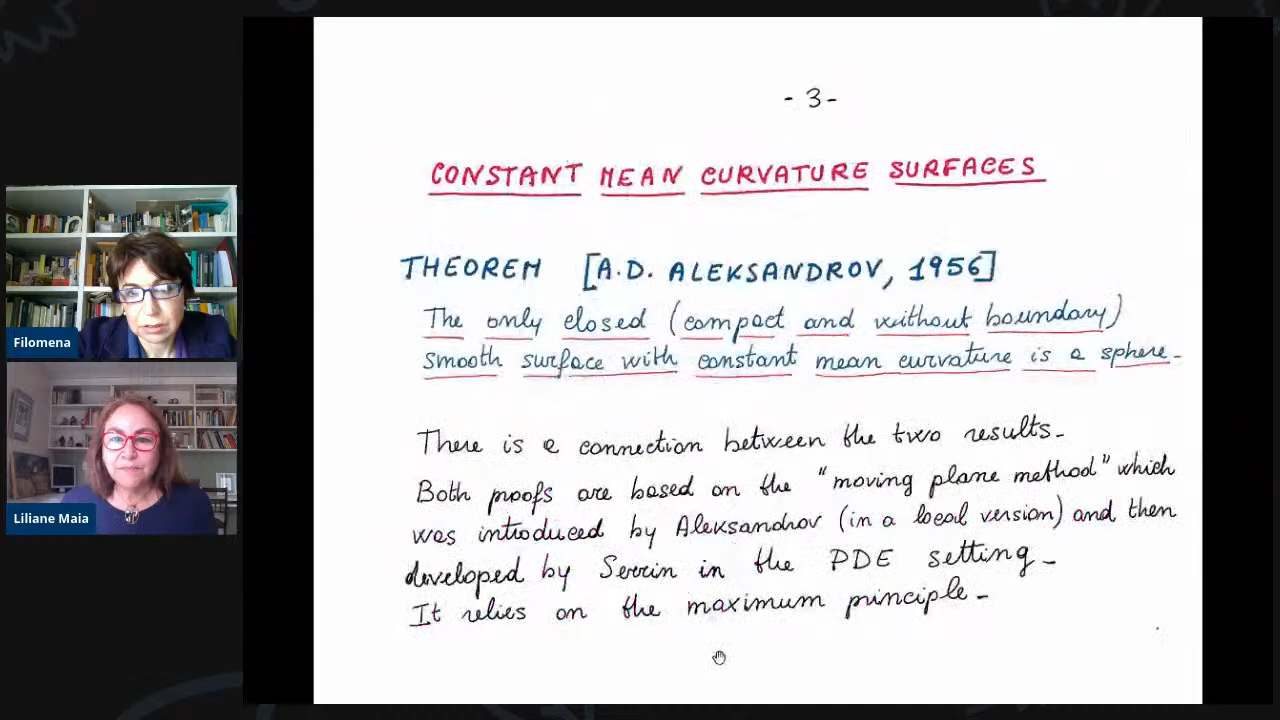 - 3 -
CONSTANT MEAN CURVATURE SURFACES
THEOREM [A.D. ALEKSANDROV, 1956]
The only closed (compact and without boundary)
smooth surface with constant mean curvature is a sphere-
There is a connection between the two results-
Both proofs are based on the "moving plane method" which
was introduced by Aleksandrov (in a local version) and then
developed by Serrin in the PDE setting-
It relies on the maximum principle-
Filomena
Liliane Maia